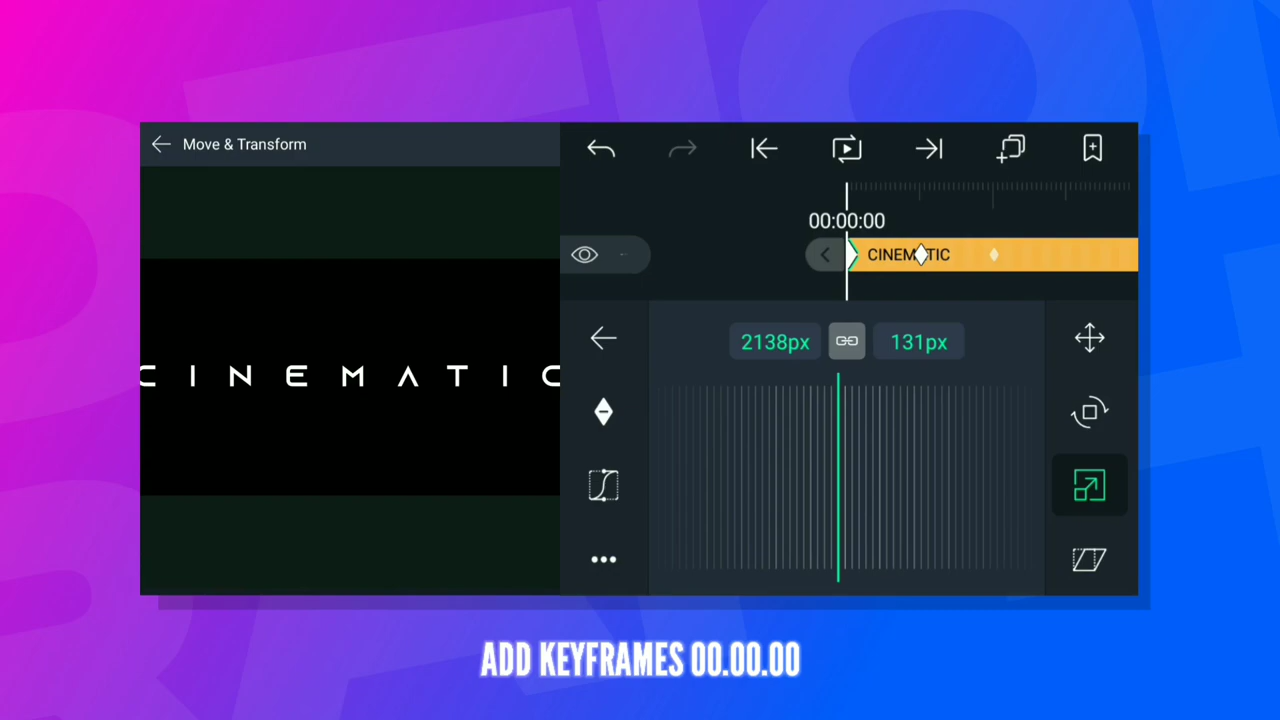 Move & Transform
00:00:00
CINEMATIC
2138px
131px
CINEMATIC
ADD KEYFRAMES 00.00.00